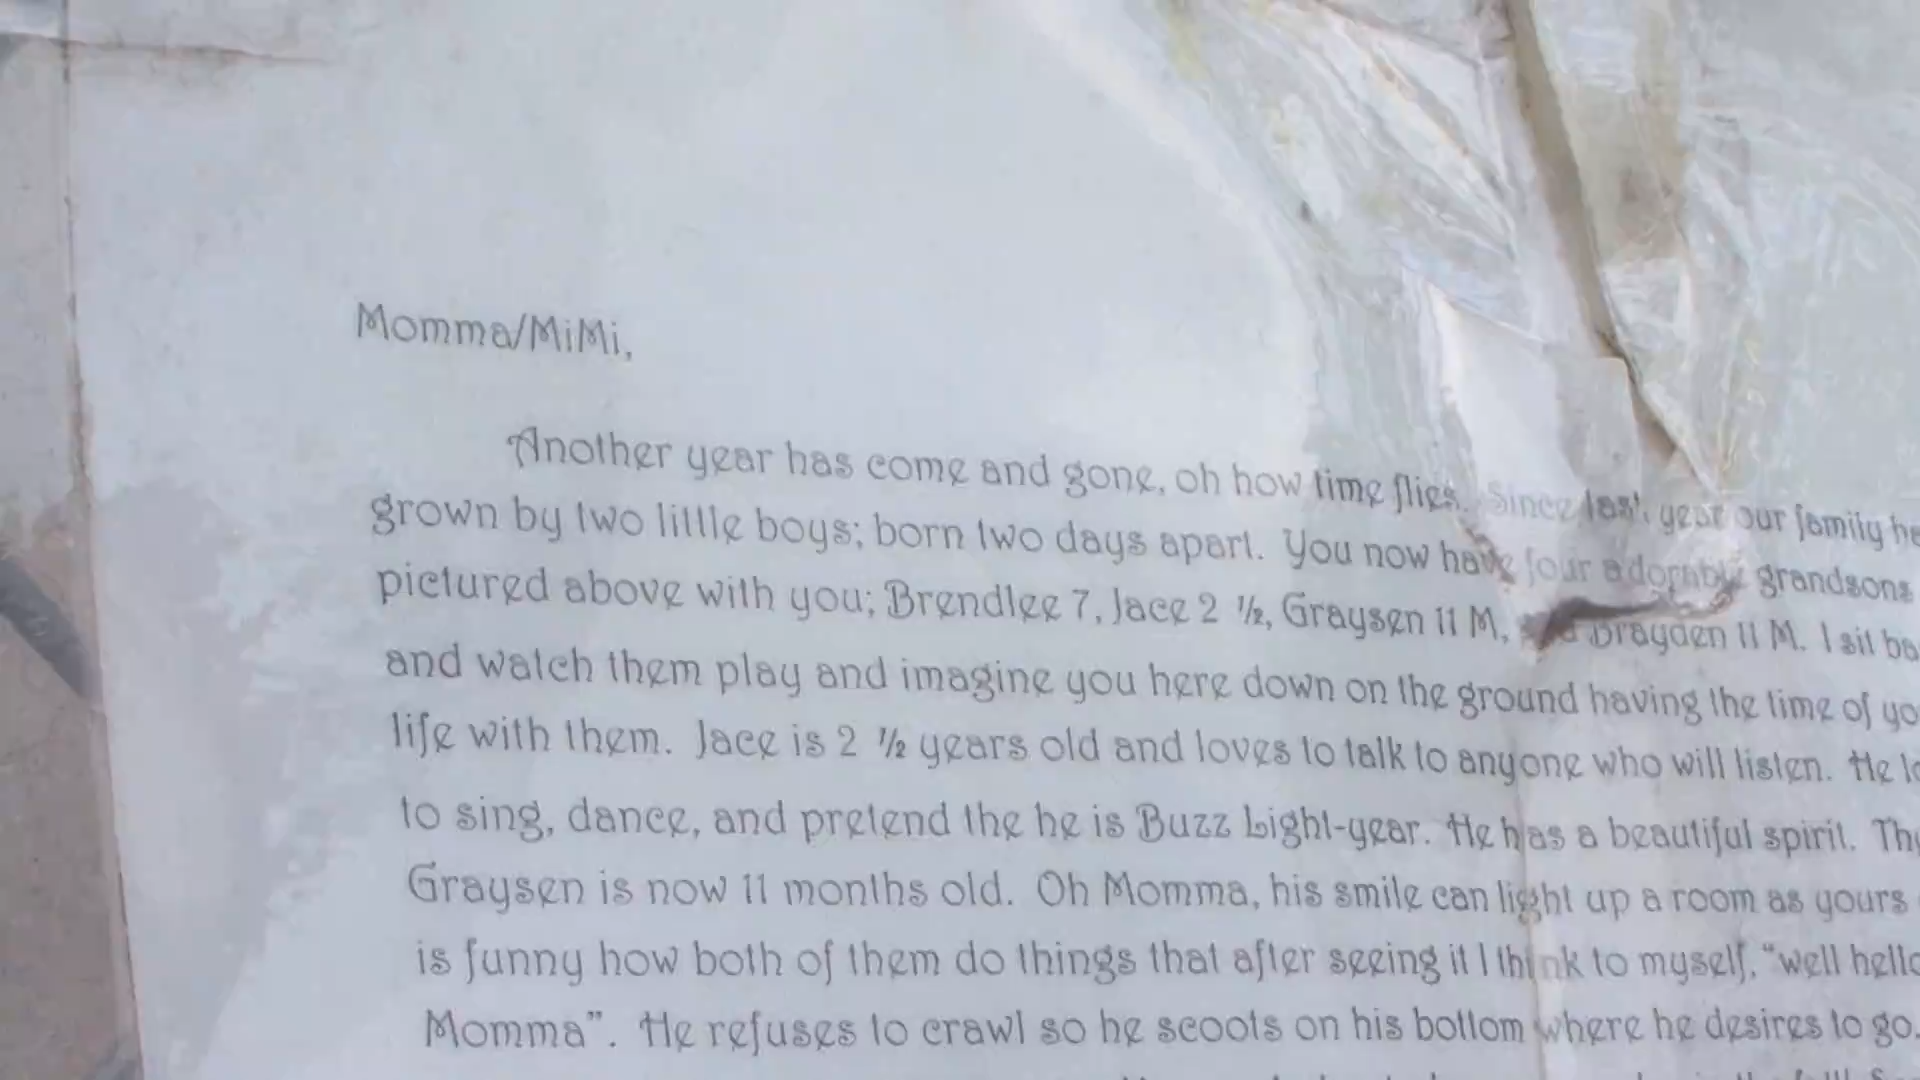 Momma/MiMi,
Another year has come and gone, oh how time flies. Since last year our family
grown by two little boys; born two days apart. You now have four adorable grandsons
pictured above with you; Brendlee 7, Jace 2 ½, Graysen 11 M, Brayden 11 M. I sit
and watch them play and imagine you here down on the ground having the time of
life with them. Jace is 2 ½ years old and loves to talk to anyone who will listen. He
to sing, dance, and pretend the he is Buzz Light-year. He has a beautiful spirit.
Graysen is now 11 months old. Oh Momma, his smile can light up a room as yours
is funny how both of them do things that after seeing it I think to myself, "well
Momma". He refuses to crawl so he scoots on his bottom where he desires to go.